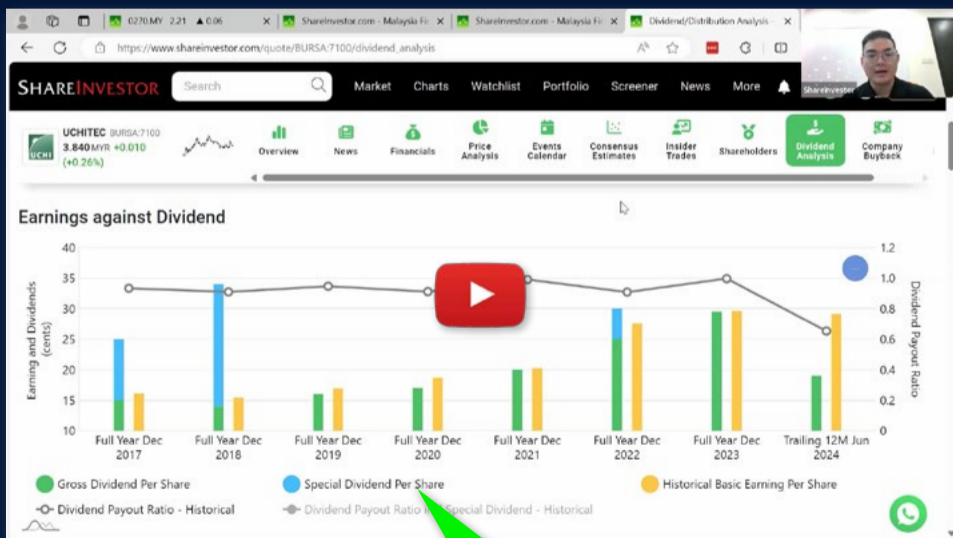 0270.MY 2.21 ▲ 0.06
ShareInvestor.com - Malaysia Fi
ShareInvestor.com - Malaysia Fi
Dividend/Distribution Analysis -
https://www.shareinvestor.com/quote/BURSA:7100/dividend_analysis
ShareInvestor
SHAREINVESTOR
Search
Market Charts Watchlist Portfolio Screener News More
UCHI
UCHITEC BURSA:7100
3.840 MYR +0.010
(+0.26%)
Overview
News
Financials
Price
Analysis
Events
Calendar
Consensus
Estimates
Insider
Trades
Shareholders
Dividend
Analysis
Company
Buyback
Earnings against Dividend
Earning and Dividends
(cents)
40
35
30
25
20
15
10
1.2
1.0
0.8
0.6
0.4
0.2
0
Dividend Payout Ratio
Full Year Dec
2017
Full Year Dec
2018
Full Year Dec
2019
Full Year Dec
2020
Full Year Dec
2021
Full Year Dec
2022
Full Year Dec
2023
Trailing 12M Jun
2024
Gross Dividend Per Share
Special Dividend Per Share
Historical Basic Earning Per Share
Dividend Payout Ratio - Historical
Dividend Payout Ratio Special Dividend - Historical